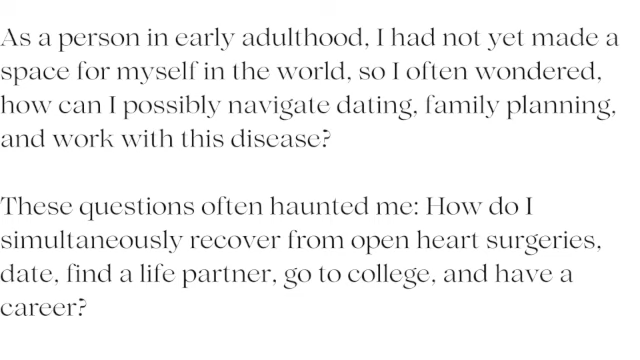 As a person in early adulthood, I had not yet made a
space for myself in the world, so I often wondered,
how can I possibly navigate dating, family planning,
and work with this disease?
These questions often haunted me: How do I
simultaneously recover from open heart surgeries,
date, find a life partner, go to college, and have a
career?